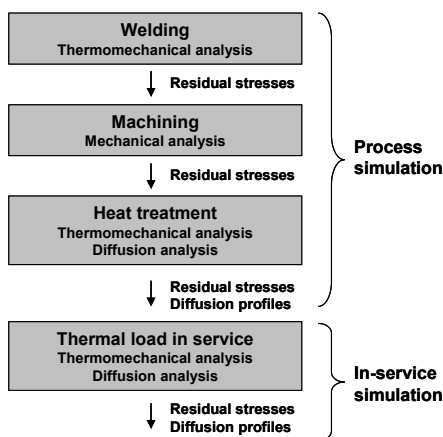 Welding
Thermomechanical analysis
Residual stresses
Machining
Mechanical analysis
Residual stresses
Process
simulation
Heat treatment
Thermomechanical analysis
Diffusion analysis
Residual stresses
Diffusion profiles
Thermal load in service
Thermomechanical analysis
Diffusion analysis
In-service
simulation
Residual stresses
Diffusion profiles